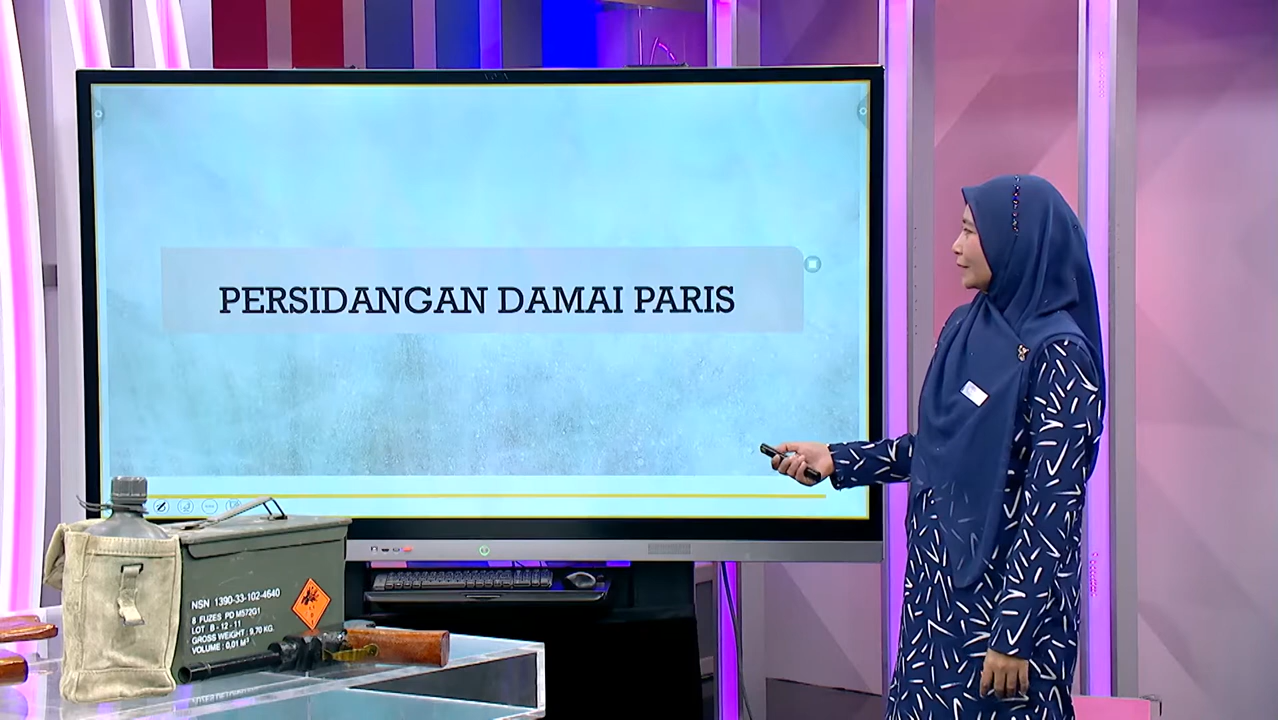 PERSIDANGAN DAMAI PARIS
NSN 1390-33-102-4640
8 FUZES PD M572G1
LOT : B - 12 - 11
GROSS WEIGHT : 9,70 KG.
VOLUME : 0,01 M³